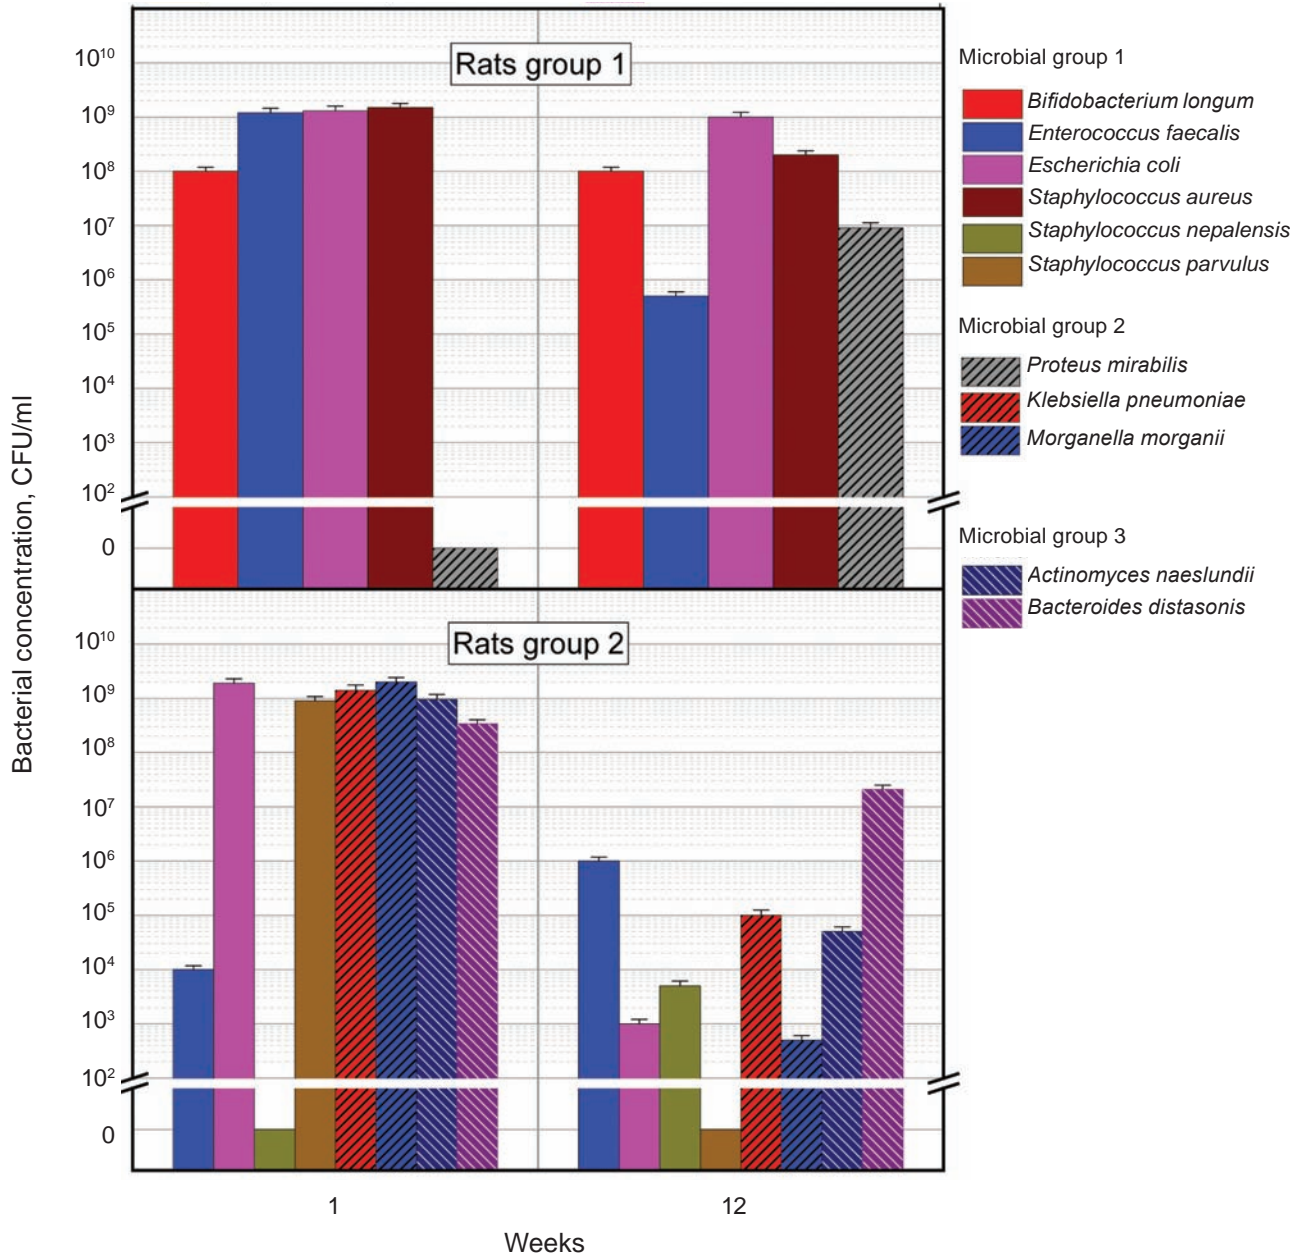 Bacterial concentration, CFU/ml
Rats group 1
10¹⁰
10⁹
10⁸
10⁷
10⁶
10⁵
10⁴
10³
10²
0
Rats group 2
10¹⁰
10⁹
10⁸
10⁷
10⁶
10⁵
10⁴
10³
10²
0
1
12
Weeks
Microbial group 1
Bifidobacterium longum
Enterococcus faecalis
Escherichia coli
Staphylococcus aureus
Staphylococcus nepalensis
Staphylococcus parvulus
Microbial group 2
Proteus mirabilis
Klebsiella pneumoniae
Morganella morganii
Microbial group 3
Actinomyces naeslundii
Bacteroides distasonis